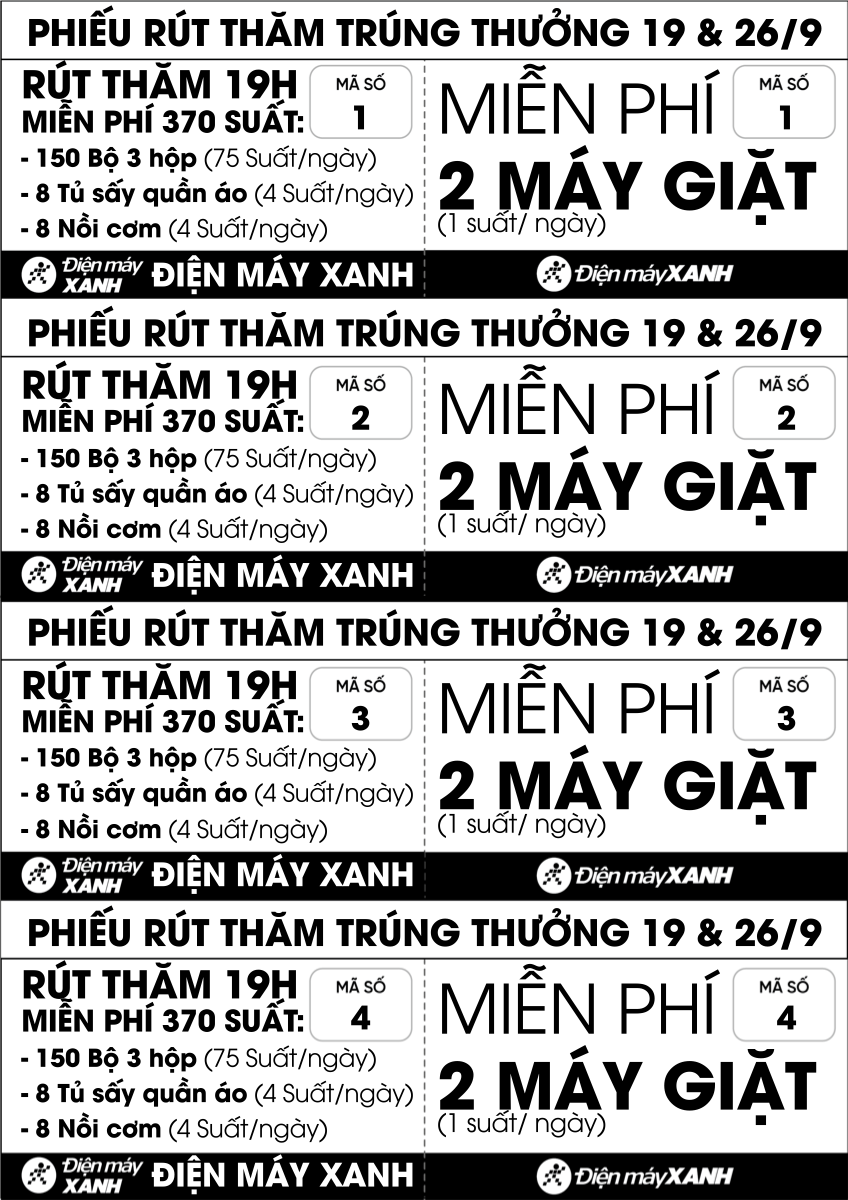 PHIẾU RÚT THĂM TRÚNG THƯỞNG 19 & 26/9
RÚT THĂM 19H
MIỄN PHÍ 370 SUẤT:
MÃ SỐ
1
- 150 Bộ 3 hộp (75 Suất/ngày)
- 8 Tủ sấy quần áo (4 Suất/ngày)
- 8 Nồi cơm (4 Suất/ngày)
MIỄN PHÍ
MÃ SỐ
1
2 MÁY GIẶT
(1 suất/ ngày)
Điện máy
XANH
ĐIỆN MÁY XANH
Điện máyXANH
PHIẾU RÚT THĂM TRÚNG THƯỞNG 19 & 26/9
RÚT THĂM 19H
MIỄN PHÍ 370 SUẤT:
MÃ SỐ
2
- 150 Bộ 3 hộp (75 Suất/ngày)
- 8 Tủ sấy quần áo (4 Suất/ngày)
- 8 Nồi cơm (4 Suất/ngày)
MIỄN PHÍ
MÃ SỐ
2
2 MÁY GIẶT
(1 suất/ ngày)
Điện máy
XANH
ĐIỆN MÁY XANH
Điện máyXANH
PHIẾU RÚT THĂM TRÚNG THƯỞNG 19 & 26/9
RÚT THĂM 19H
MIỄN PHÍ 370 SUẤT:
MÃ SỐ
3
- 150 Bộ 3 hộp (75 Suất/ngày)
- 8 Tủ sấy quần áo (4 Suất/ngày)
- 8 Nồi cơm (4 Suất/ngày)
MIỄN PHÍ
MÃ SỐ
3
2 MÁY GIẶT
(1 suất/ ngày)
Điện máy
XANH
ĐIỆN MÁY XANH
Điện máyXANH
PHIẾU RÚT THĂM TRÚNG THƯỞNG 19 & 26/9
RÚT THĂM 19H
MIỄN PHÍ 370 SUẤT:
MÃ SỐ
4
- 150 Bộ 3 hộp (75 Suất/ngày)
- 8 Tủ sấy quần áo (4 Suất/ngày)
- 8 Nồi cơm (4 Suất/ngày)
MIỄN PHÍ
MÃ SỐ
4
2 MÁY GIẶT
(1 suất/ ngày)
Điện máy
XANH
ĐIỆN MÁY XANH
Điện máyXANH